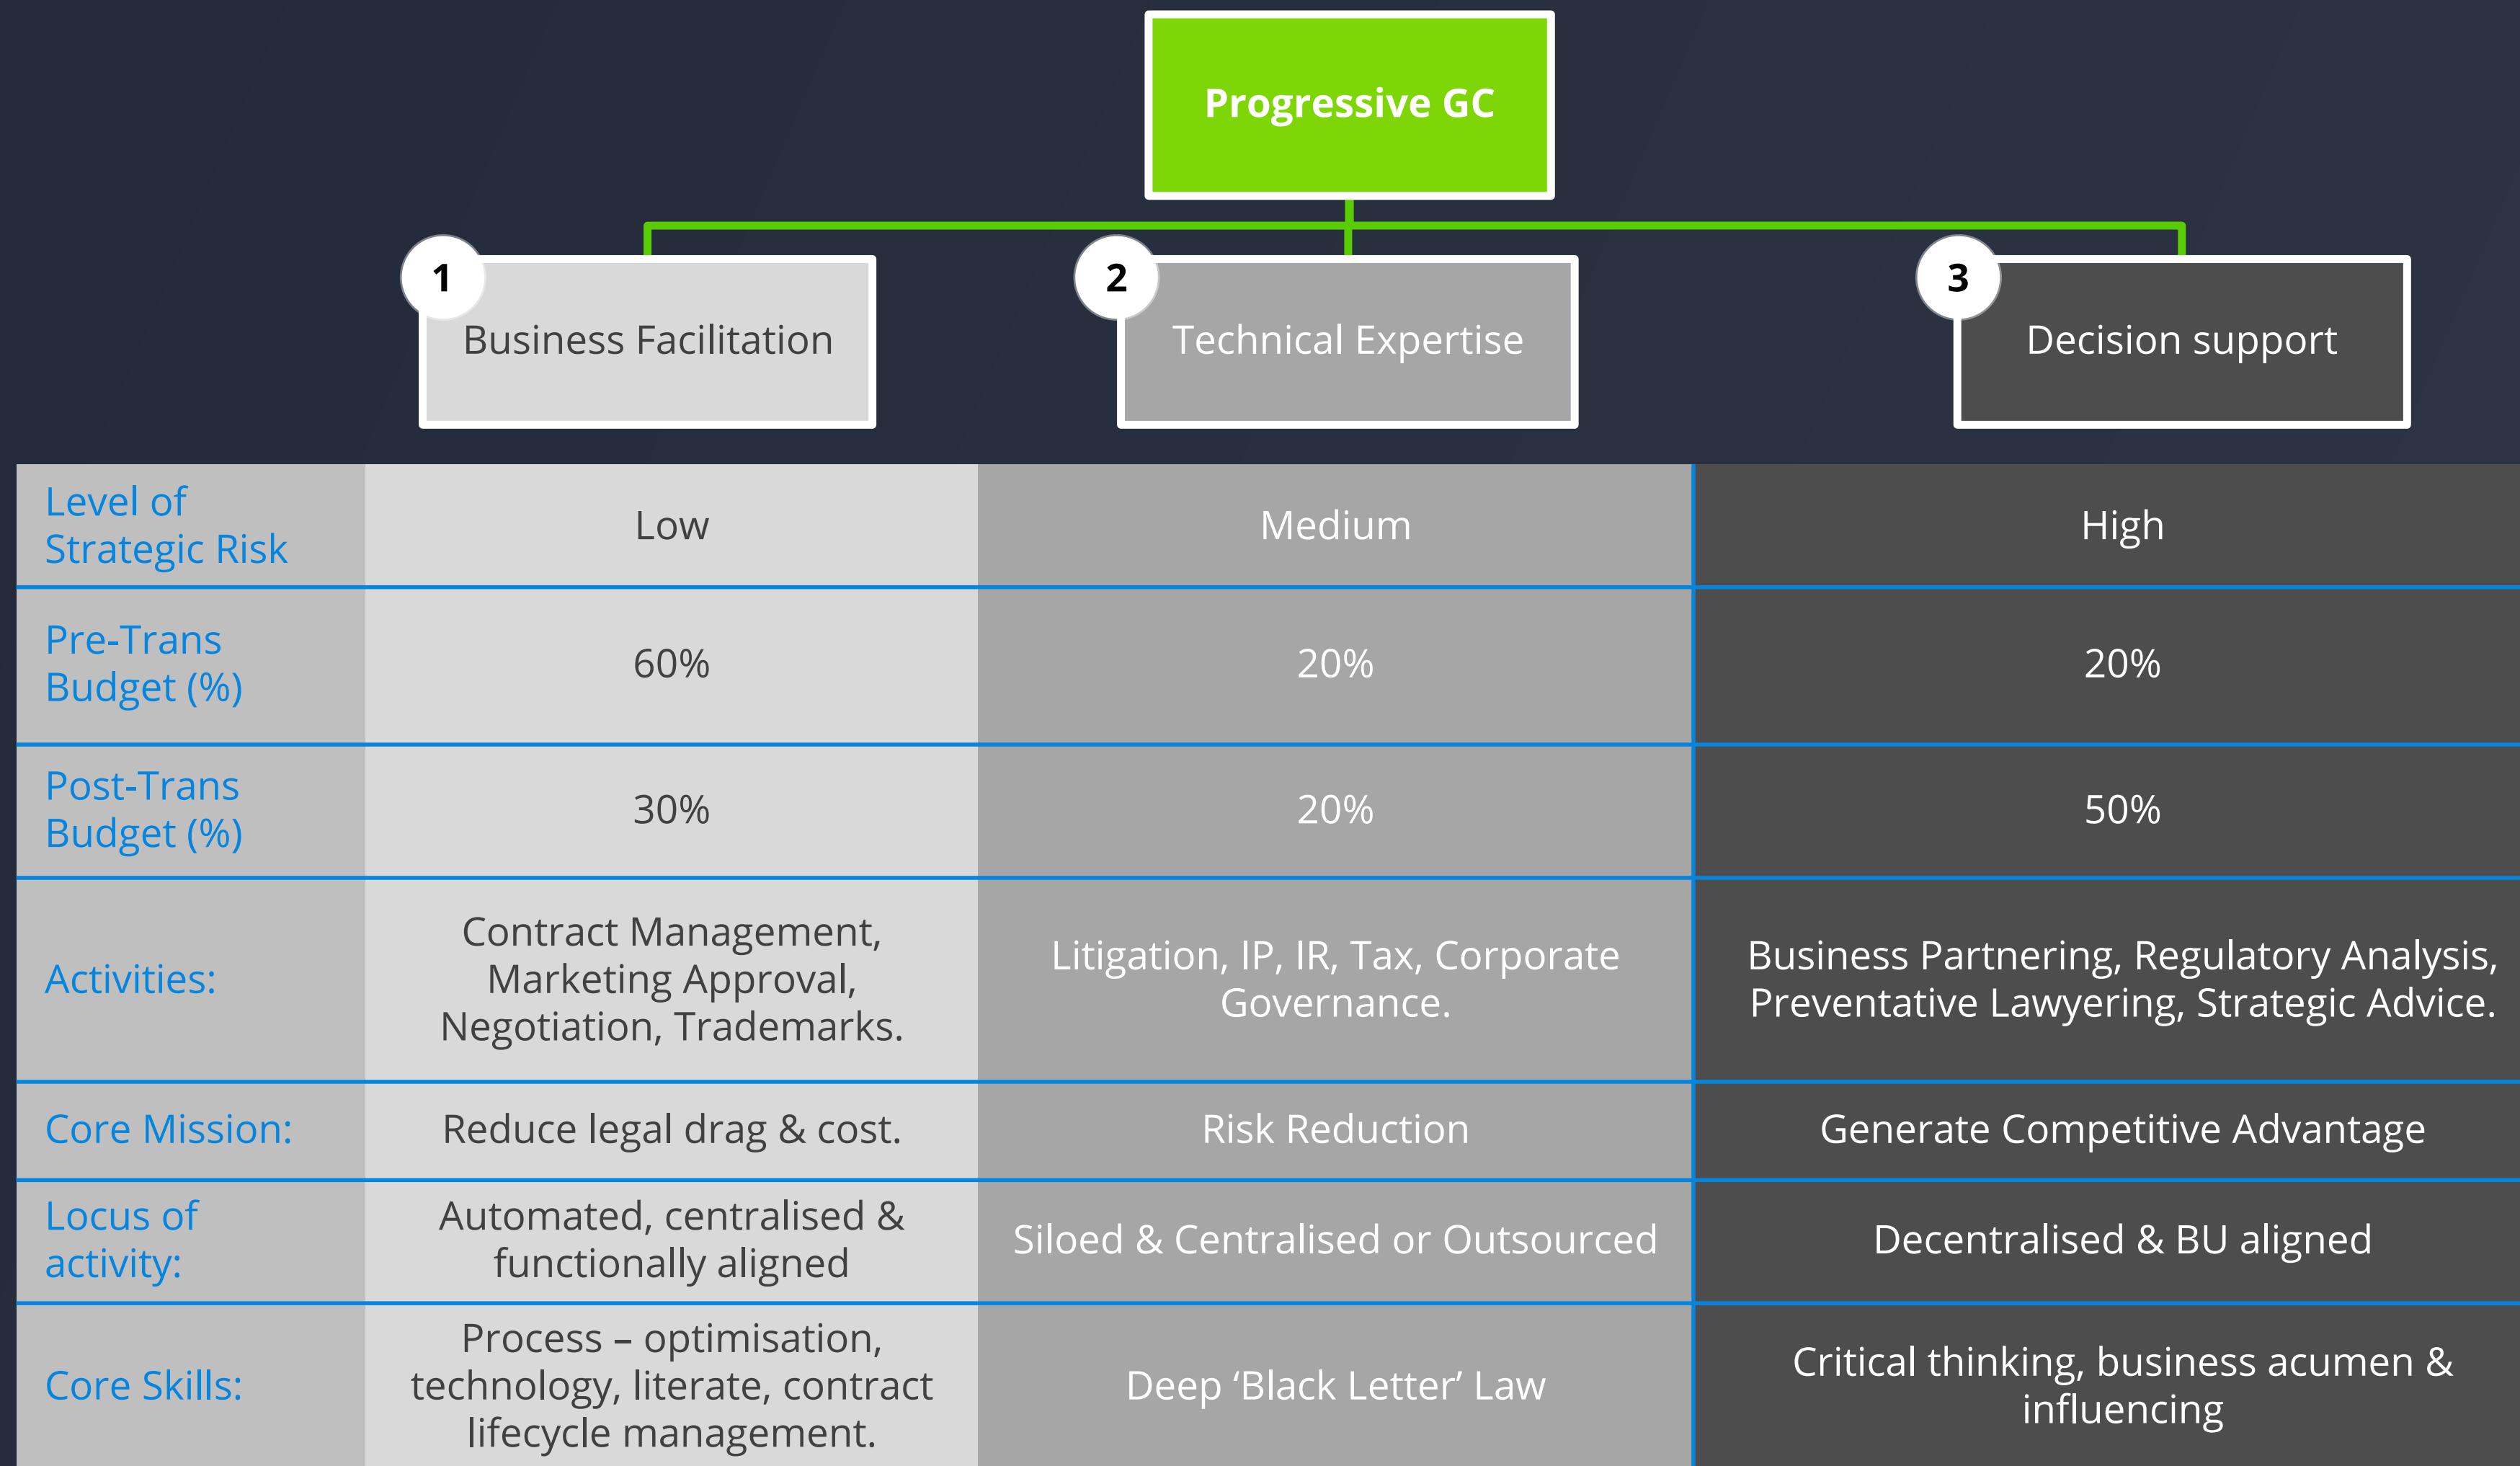 Progressive GC
1
2
3
Business Facilitation
Technical Expertise
Decision support
Level of
Strategic Risk
Low
Medium
High
Pre-Trans
Budget (%)
60%
20%
20%
Post-Trans
Budget (%)
30%
20%
50%
Activities:
Contract Management,
Marketing Approval,
Negotiation, Trademarks.
Litigation, IP, IR, Tax, Corporate
Governance.
Business Partnering, Regulatory Analysis,
Preventative Lawyering, Strategic Advice.
Core Mission:
Reduce legal drag & cost.
Risk Reduction
Generate Competitive Advantage
Locus of
activity:
Automated, centralised &
functionally aligned
Siloed & Centralised or Outsourced
Decentralised & BU aligned
Core Skills:
Process – optimisation,
technology, literate, contract
lifecycle management.
Deep ‘Black Letter’ Law
Critical thinking, business acumen &
influencing